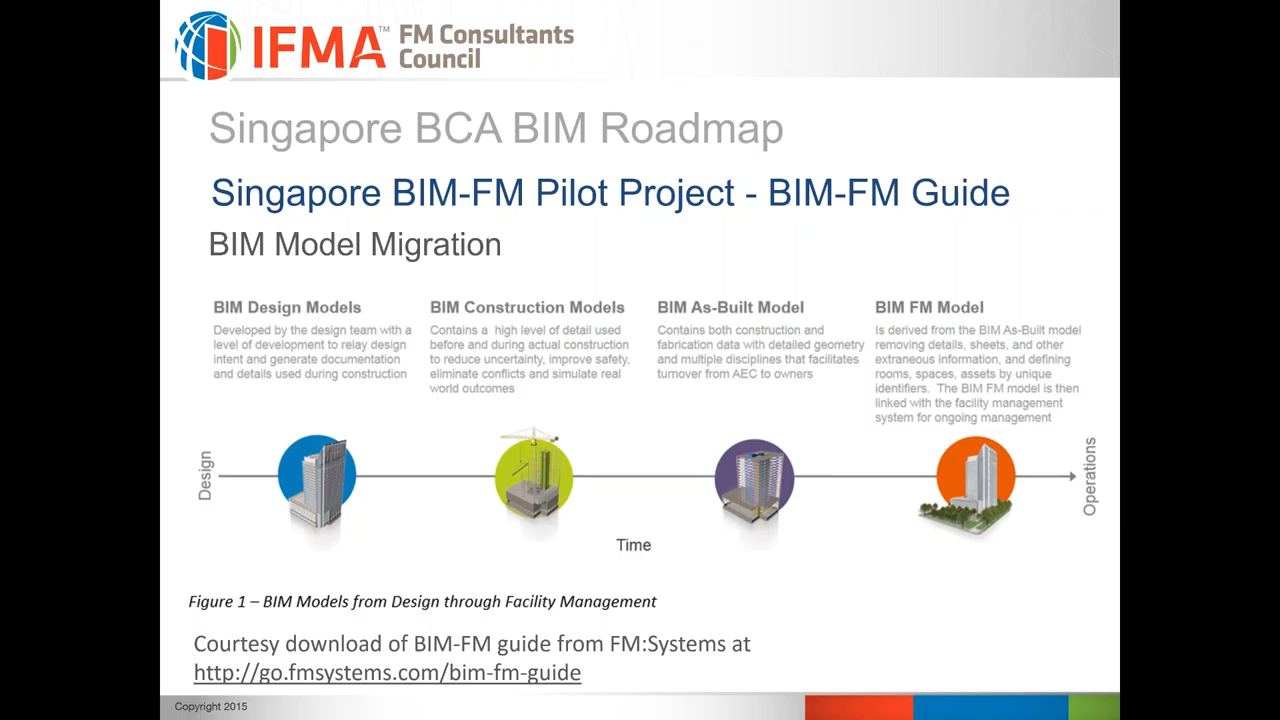 IFMA™ FM Consultants
Council
Singapore BCA BIM Roadmap
Singapore BIM-FM Pilot Project - BIM-FM Guide
BIM Model Migration
BIM Design Models
Developed by the design team with a
level of development to relay design
intent and generate documentation
and details used during construction
BIM Construction Models
Contains a high level of detail used
before and during actual construction
to reduce uncertainty, improve safety,
eliminate conflicts and simulate real
world outcomes
BIM As-Built Model
Contains both construction and
fabrication data with detailed geometry
and multiple disciplines that facilitates
turnover from AEC to owners
BIM FM Model
Is derived from the BIM As-Built model
removing details, sheets, and other
extraneous information, and defining
rooms, spaces, assets by unique
identifiers. The BIM FM model is then
linked with the facility management
system for ongoing management
Design
Operations
Time
Figure 1 – BIM Models from Design through Facility Management
Courtesy download of BIM-FM guide from FM:Systems at
http://go.fmsystems.com/bim-fm-guide
Copyright 2015